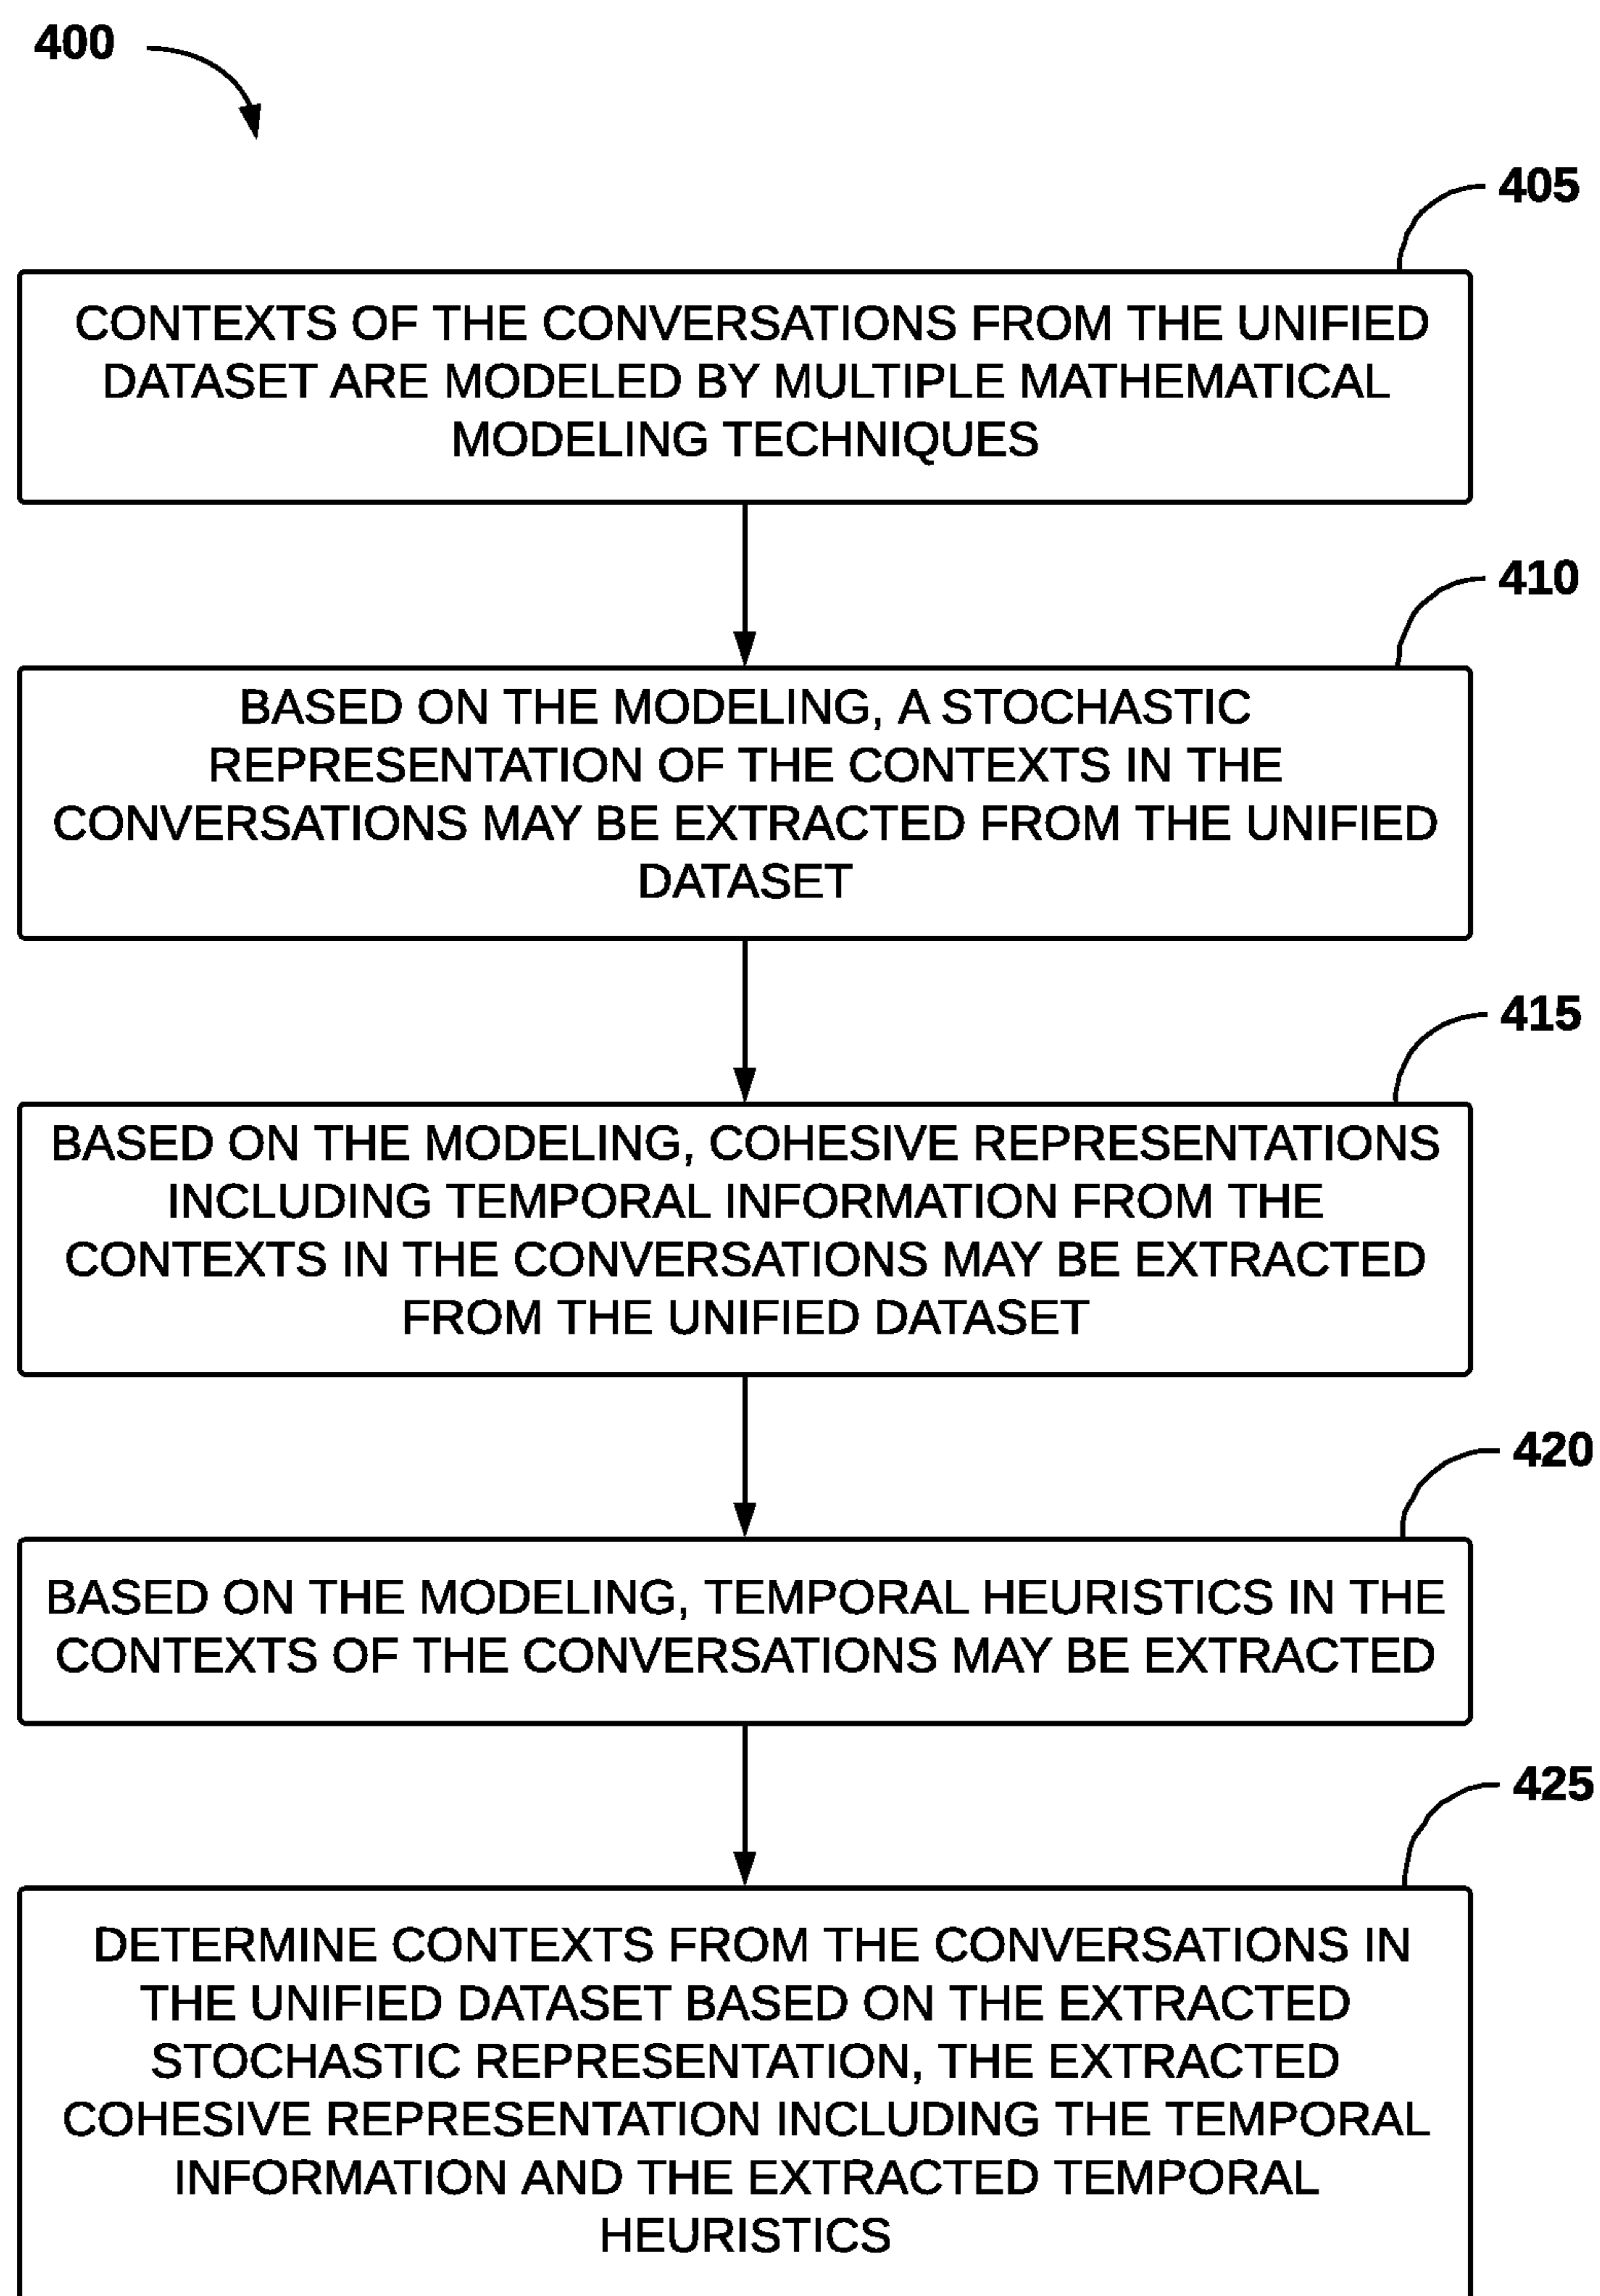 400
405
CONTEXTS OF THE CONVERSATIONS FROM THE UNIFIED
DATASET ARE MODELED BY MULTIPLE MATHEMATICAL
MODELING TECHNIQUES
410
BASED ON THE MODELING, A STOCHASTIC
REPRESENTATION OF THE CONTEXTS IN THE
CONVERSATIONS MAY BE EXTRACTED FROM THE UNIFIED
DATASET
415
BASED ON THE MODELING, COHESIVE REPRESENTATIONS
INCLUDING TEMPORAL INFORMATION FROM THE
CONTEXTS IN THE CONVERSATIONS MAY BE EXTRACTED
FROM THE UNIFIED DATASET
420
BASED ON THE MODELING, TEMPORAL HEURISTICS IN THE
CONTEXTS OF THE CONVERSATIONS MAY BE EXTRACTED
425
DETERMINE CONTEXTS FROM THE CONVERSATIONS IN
THE UNIFIED DATASET BASED ON THE EXTRACTED
STOCHASTIC REPRESENTATION, THE EXTRACTED
COHESIVE REPRESENTATION INCLUDING THE TEMPORAL
INFORMATION AND THE EXTRACTED TEMPORAL
HEURISTICS